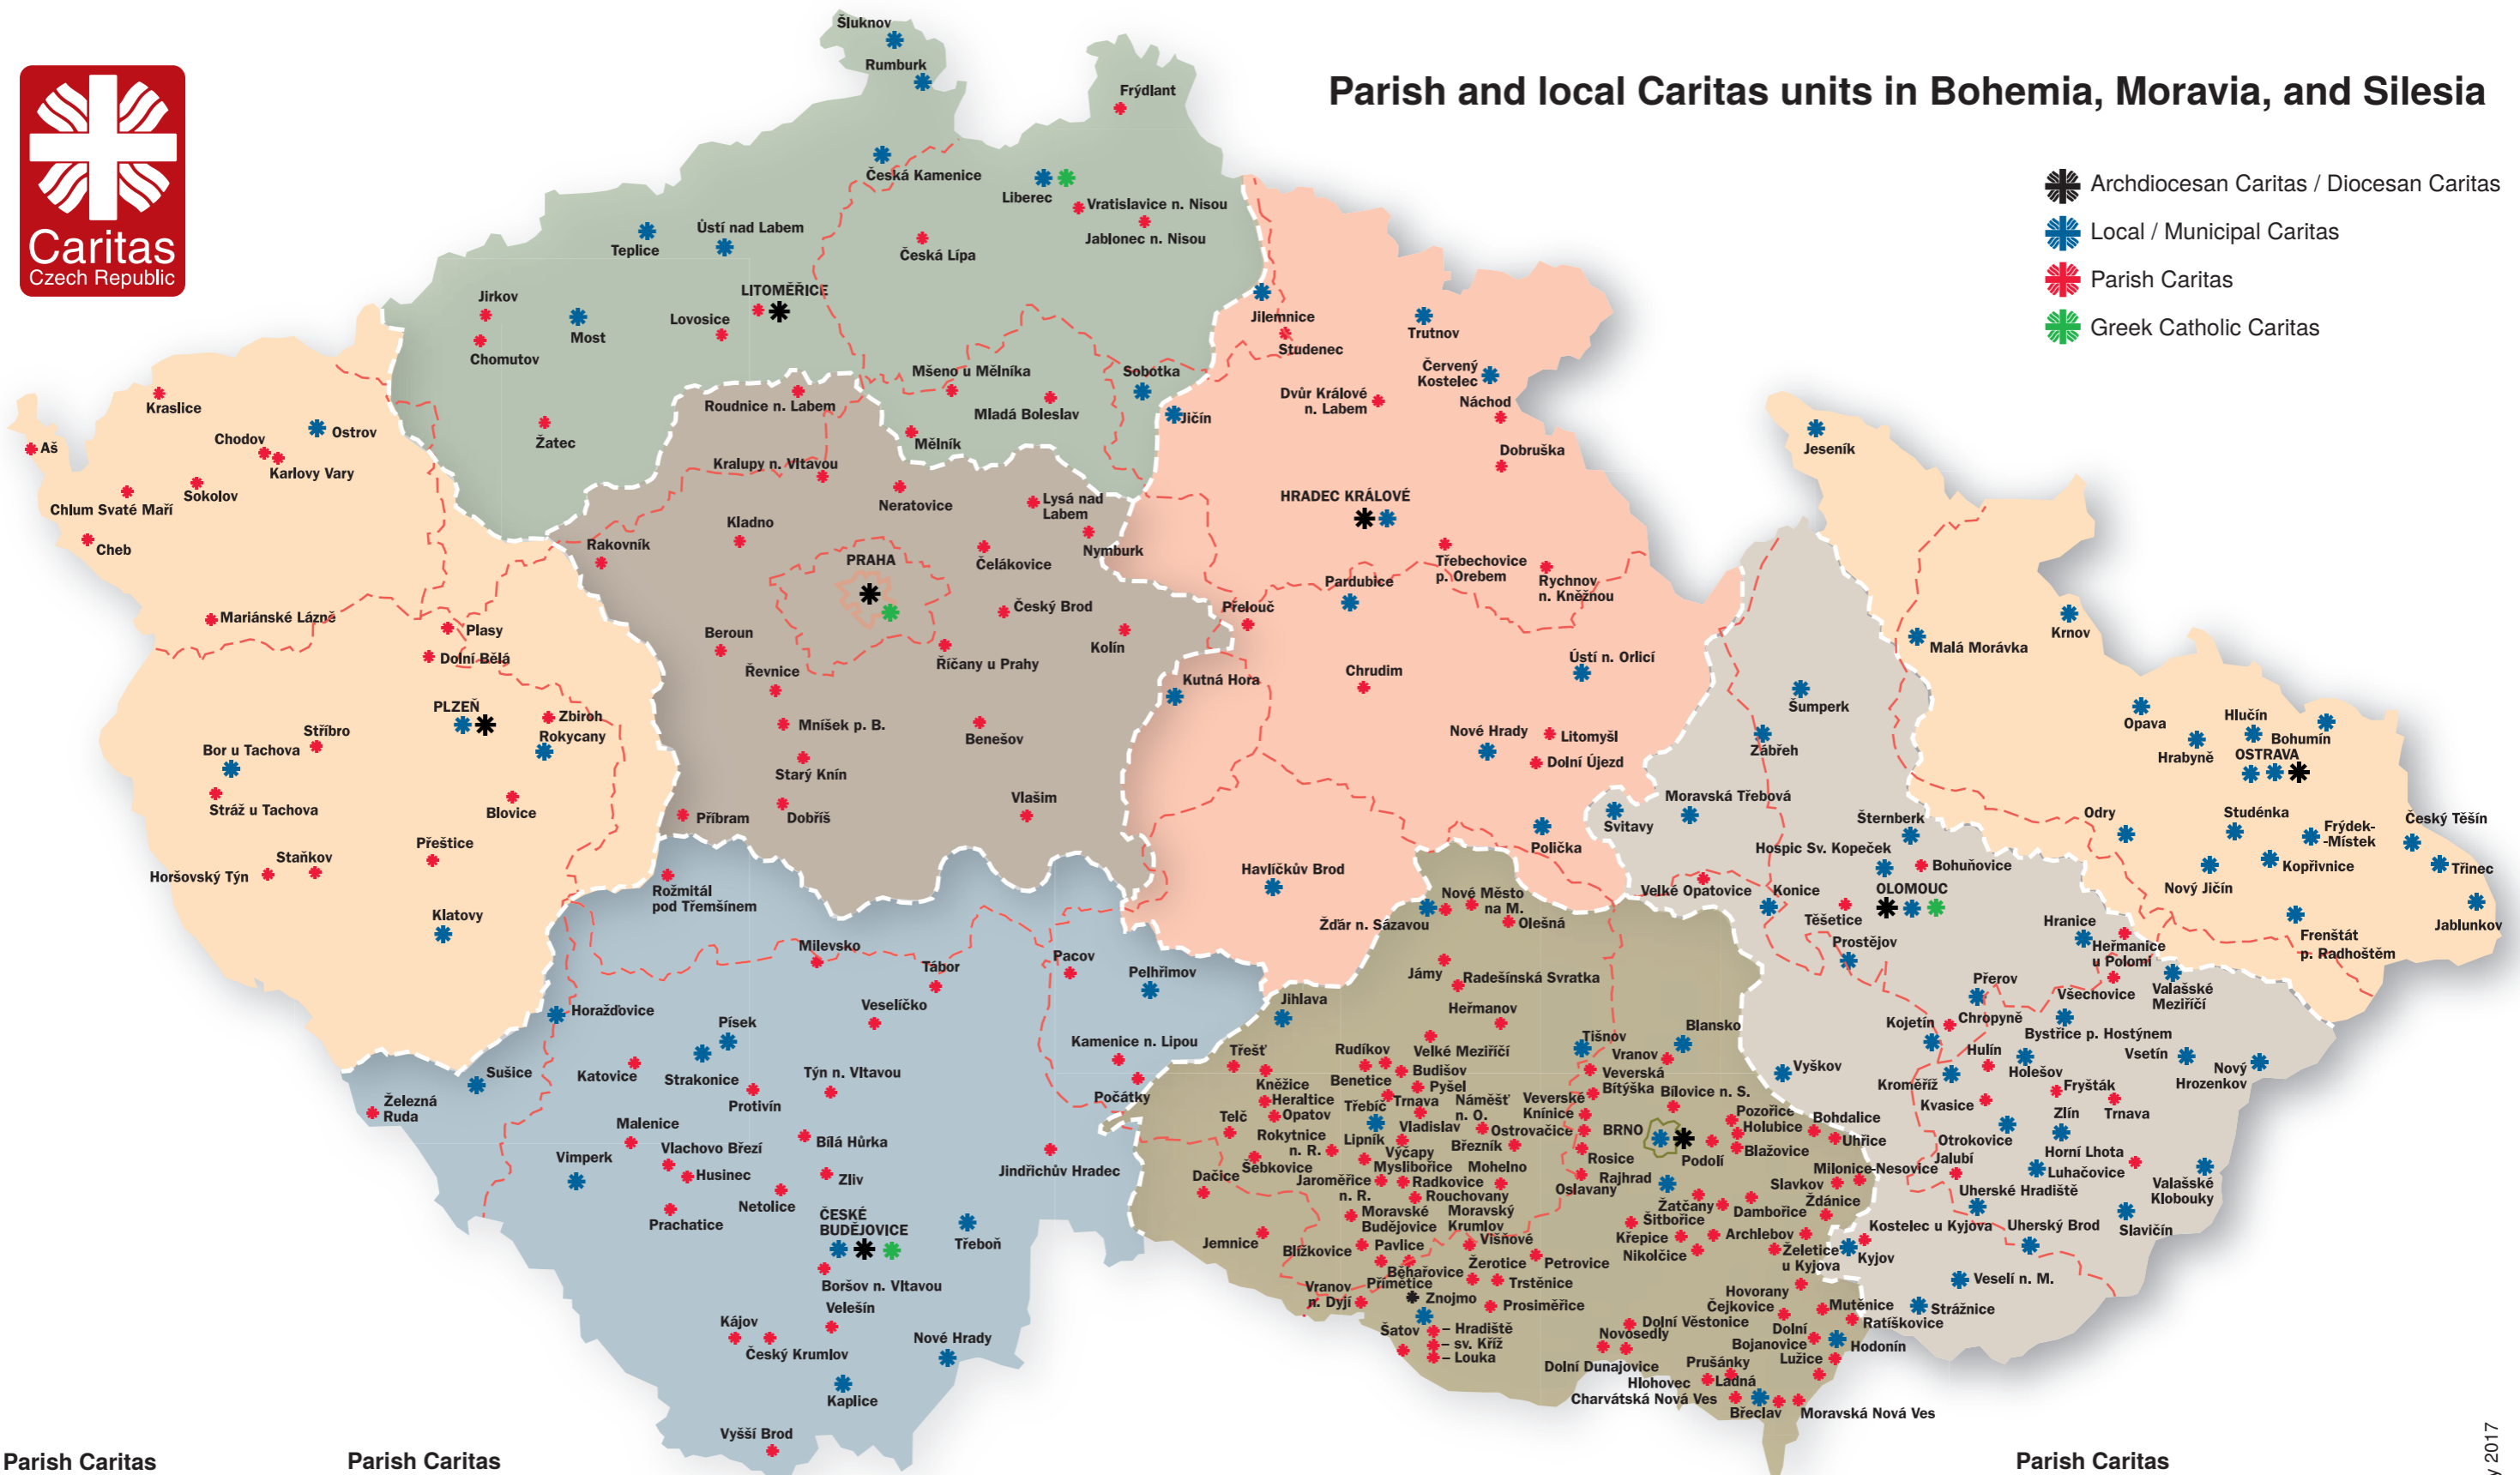 Caritas
Czech Republic
Parish and local Caritas units in Bohemia, Moravia, and Silesia
Archdiocesan Caritas / Diocesan Caritas
Local / Municipal Caritas
Parish Caritas
Greek Catholic Caritas
Šluknov
Rumburk
Frýdlant
Česká Kamenice
Liberec
Vratislavice n. Nisou
Jablonec n. Nisou
Ústí nad Labem
Teplice
Česká Lípa
LITOMĚŘICE
Jirkov
Most
Lovosice
Chomutov
Mšeno u Mělníka
Sobotka
Mladá Boleslav
Mělník
Žatec
Roudnice n. Labem
Jičín
Jilemnice
Studenec
Trutnov
Červený
Kostelec
Dvůr Králové
n. Labem
Náchod
Dobruška
HRADEC KRÁLOVÉ
Třebechovice
p. Orebem
Rychnov
n. Kněžnou
Pardubice
Přelouč
Chrudim
Ústí n. Orlicí
Nové Hrady
Litomyšl
Dolní Újezd
Polička
Kutná Hora
Havlíčkův Brod
Kraslice
Aš
Chodov
Ostrov
Karlovy Vary
Sokolov
Chlum Svaté Maří
Cheb
Mariánské Lázně
Plasy
Dolní Bělá
PLZEŇ
Zbiroh
Rokycany
Stříbro
Bor u Tachova
Stráž u Tachova
Blovice
Přeštice
Staňkov
Horšovský Týn
Klatovy
Kralupy n. Vltavou
Neratovice
Lysá nad
Labem
Nymburk
Kladno
Rakovník
PRAHA
Čelákovice
Český Brod
Kolín
Beroun
Řevnice
Říčany u Prahy
Mníšek p. B.
Benešov
Starý Knín
Dobříš
Příbram
Vlašim
Rožmitál
pod Třemšínem
Milevsko
Tábor
Pacov
Pelhřimov
Veselíčko
Horažďovice
Písek
Kamenice n. Lipou
Sušice
Katovice
Strakonice
Týn n. Vltavou
Počátky
Železná
Ruda
Protivín
Malenice
Vlachovo Březí
Bílá Hůrka
Vimperk
Husinec
Zliv
Jindřichův Hradec
Netolice
Prachatice
ČESKÉ
BUDĚJOVICE
Třeboň
Boršov n. Vltavou
Velešín
Kájov
Český Krumlov
Nové Hrady
Kaplice
Vyšší Brod
Jeseník
Malá Morávka
Krnov
Opava
Hlučín
Bohumín
Hrabyně
OSTRAVA
Odry
Studénka
Frýdek-
-Místek
Český Těšín
Nový Jičín
Kopřivnice
Třinec
Jablunkov
Frenštát
p. Radhoštěm
Šumperk
Zábřeh
Moravská Třebová
Svitavy
Šternberk
Hospic Sv. Kopeček
Bohuňovice
Velké Opatovice
Konice
OLOMOUC
Těšetice
Prostějov
Hranice
Heřmanice
u Polomi
Přerov
Všechovice
Valašské
Meziříčí
Kojetín
Chropyně
Bystřice p. Hostýnem
Hulín
Holešov
Vsetín
Nový
Hrozenkov
Vyškov
Kroměříž
Kvasice
Fryšták
Trnava
Zlín
Otrokovice
Jalubí
Horní Lhota
Luhačovice
Uherské Hradiště
Valašské
Klobouky
Kostelec u Kyjova
Uherský Brod
Slavičín
Kyjov
Veselí n. M.
Strážnice
Nové Město
na M.
Žďár n. Sázavou
Olešná
Jámy
Radešínská Svratka
Jihlava
Heřmanov
Velké Meziříčí
Tišnov
Blansko
Třešť
Rudíkov
Vranov
Kněžice
Benetice
Budišov
Veverská
Bítýška
Bílovice n. S.
Heraltice
Pyšel
Telč
Opatov
Třebíč
Trnava
Náměšť
n. O.
Veverské
Knínice
Pozořice
Bohdalice
Rokytnice
n. R.
Lipník
Vladislav
Ostrovačice
BRNO
Holubice
Uhřice
Březník
Výčapy
Rosice
Podolí
Blažovice
Šebkovice
Myslibořice
Mohelno
Dačice
Jaroměřice
n. R.
Radkovice
Oslavany
Rajhrad
Milonice-Nesovice
Slavkov
Rouchovany
Žatčany
Ždánice
Moravské
Budějovice
Moravský
Krumlov
Šitbořice
Dambořice
Jemnice
Blížkovice
Pavlice
Višňové
Křepice
Archlebov
Nikolčice
Želetice
u Kyjova
Běhařovice
Žerotice
Petrovice
Přímětice
Trstěnice
Vranov
n. Dyjí
Znojmo
Prosiměřice
Hovorany
Čejkovice
Mutěnice
Ratíškovice
Šatov
– Hradiště
– sv. Kříž
– Louka
Dolní Věstonice
Novosedly
Dolní
Bojanovice
Hodonín
Lužice
Dolní Dunajovice
Prušánky
Hlohovec
Ladná
Charvátská Nová Ves
Břeclav
Moravská Nová Ves
Parish Caritas
Parish Caritas
Parish Caritas
2017